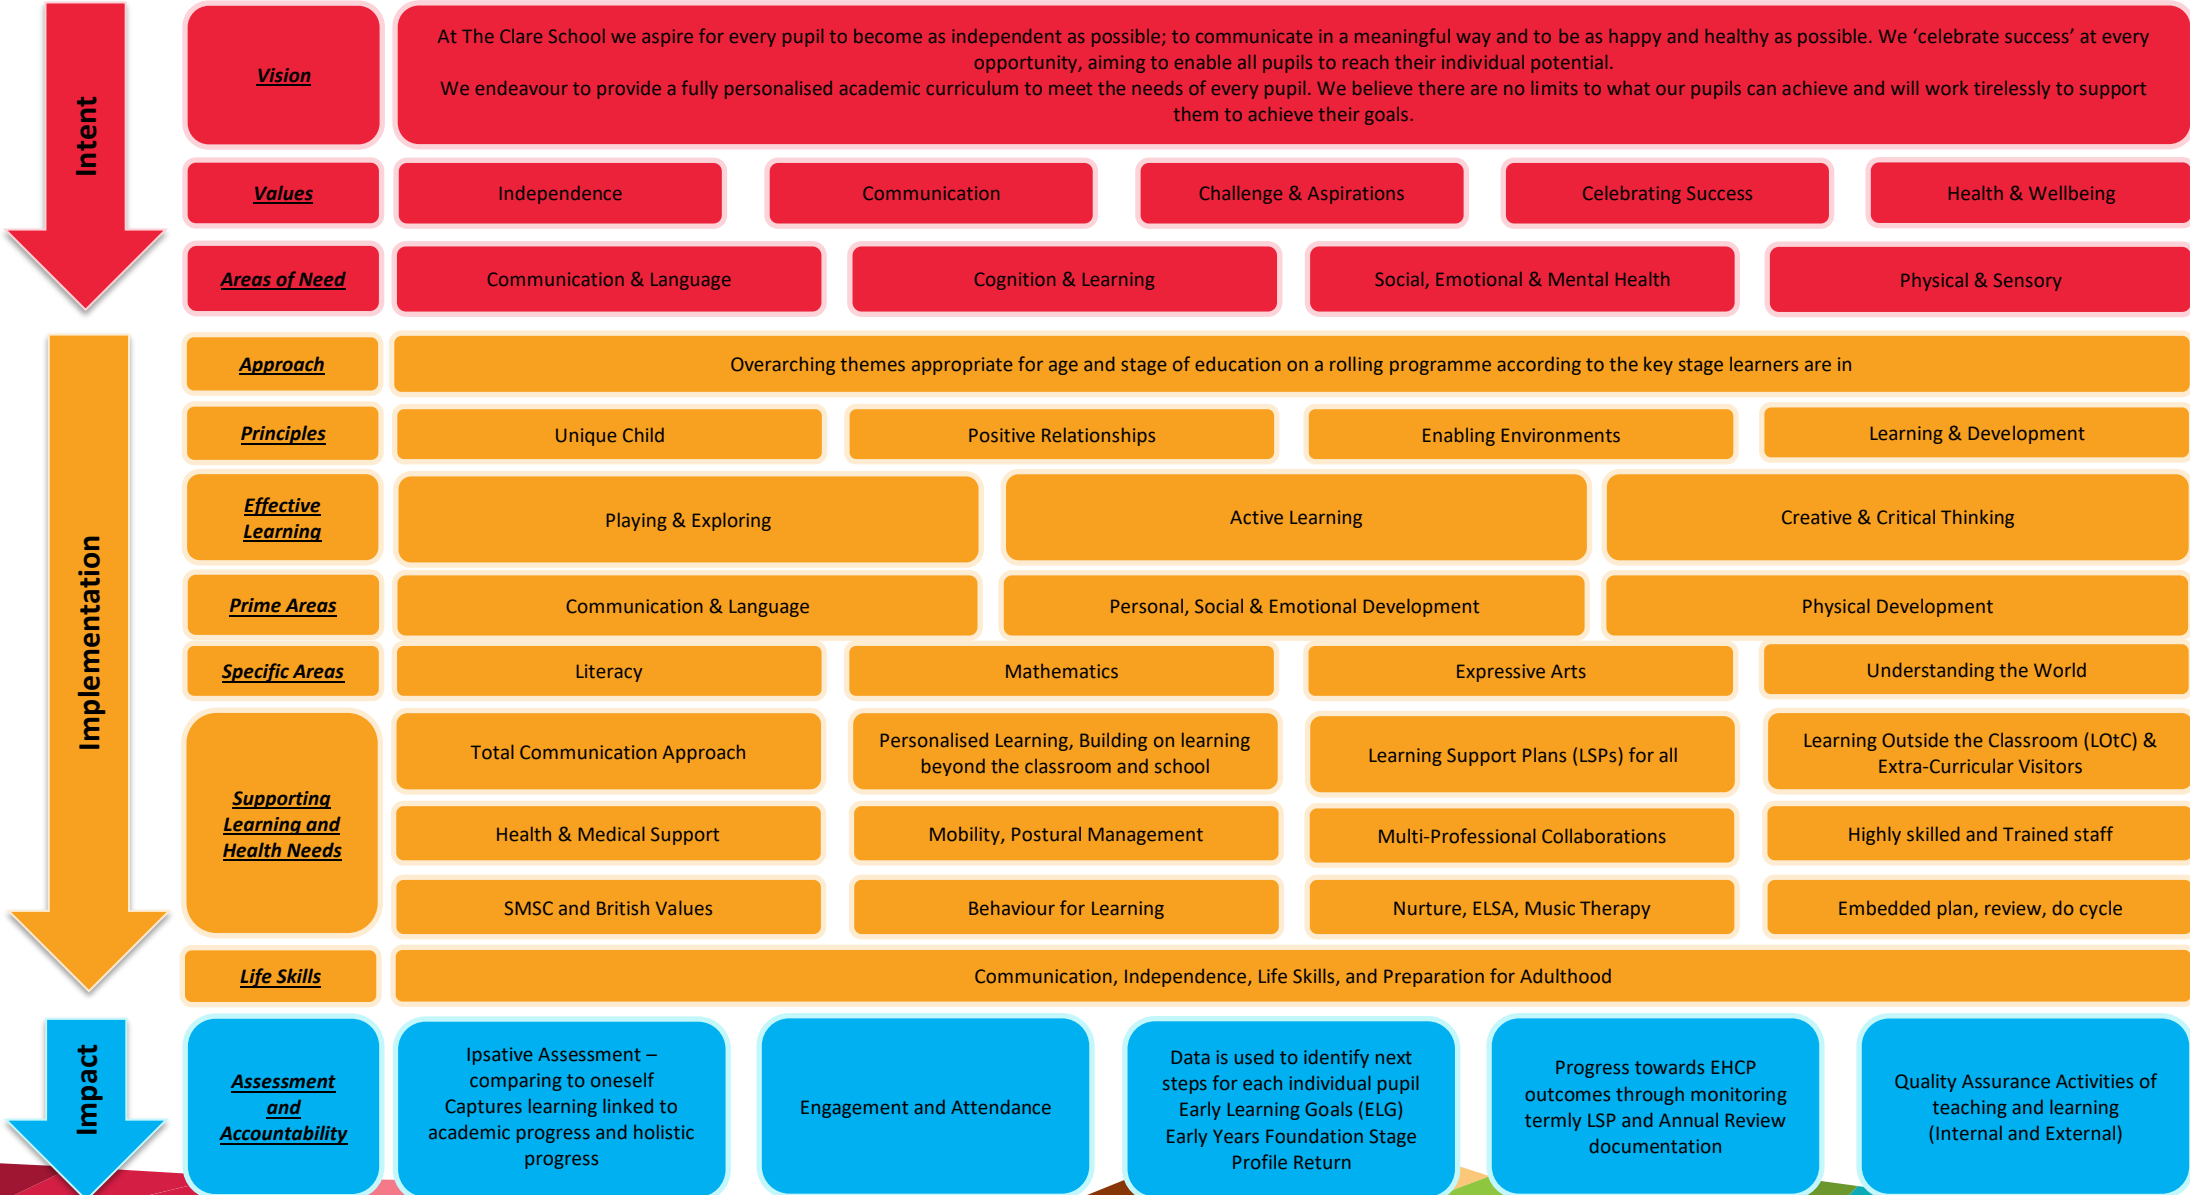 Intent
Vision
At The Clare School we aspire for every pupil to become as independent as possible; to communicate in a meaningful way and to be as happy and healthy as possible. We ‘celebrate success’ at every
opportunity, aiming to enable all pupils to reach their individual potential.
We endeavour to provide a fully personalised academic curriculum to meet the needs of every pupil. We believe there are no limits to what our pupils can achieve and will work tirelessly to support
them to achieve their goals.
Values
Independence
Communication
Challenge & Aspirations
Celebrating Success
Health & Wellbeing
Areas of Need
Communication & Language
Cognition & Learning
Social, Emotional & Mental Health
Physical & Sensory
Implementation
Approach
Overarching themes appropriate for age and stage of education on a rolling programme according to the key stage learners are in
Principles
Unique Child
Positive Relationships
Enabling Environments
Learning & Development
Effective
Learning
Playing & Exploring
Active Learning
Creative & Critical Thinking
Prime Areas
Communication & Language
Personal, Social & Emotional Development
Physical Development
Specific Areas
Literacy
Mathematics
Expressive Arts
Understanding the World
Supporting
Learning and
Health Needs
Total Communication Approach
Personalised Learning, Building on learning
beyond the classroom and school
Learning Support Plans (LSPs) for all
Learning Outside the Classroom (LOtC) &
Extra-Curricular Visitors
Health & Medical Support
Mobility, Postural Management
Multi-Professional Collaborations
Highly skilled and Trained staff
SMSC and British Values
Behaviour for Learning
Nurture, ELSA, Music Therapy
Embedded plan, review, do cycle
Life Skills
Communication, Independence, Life Skills, and Preparation for Adulthood
Impact
Assessment
and
Accountability
Ipsative Assessment –
comparing to oneself
Captures learning linked to
academic progress and holistic
progress
Engagement and Attendance
Data is used to identify next
steps for each individual pupil
Early Learning Goals (ELG)
Early Years Foundation Stage
Profile Return
Progress towards EHCP
outcomes through monitoring
termly LSP and Annual Review
documentation
Quality Assurance Activities of
teaching and learning
(Internal and External)